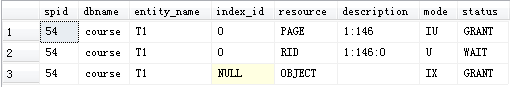 spid dbname entity_name index_id resource description mode status
1 54 course T1 0 PAGE 1:146 IU GRANT
2 54 course T1 0 RID 1:146:0 U WAIT
3 54 course T1 NULL OBJECT IX GRANT